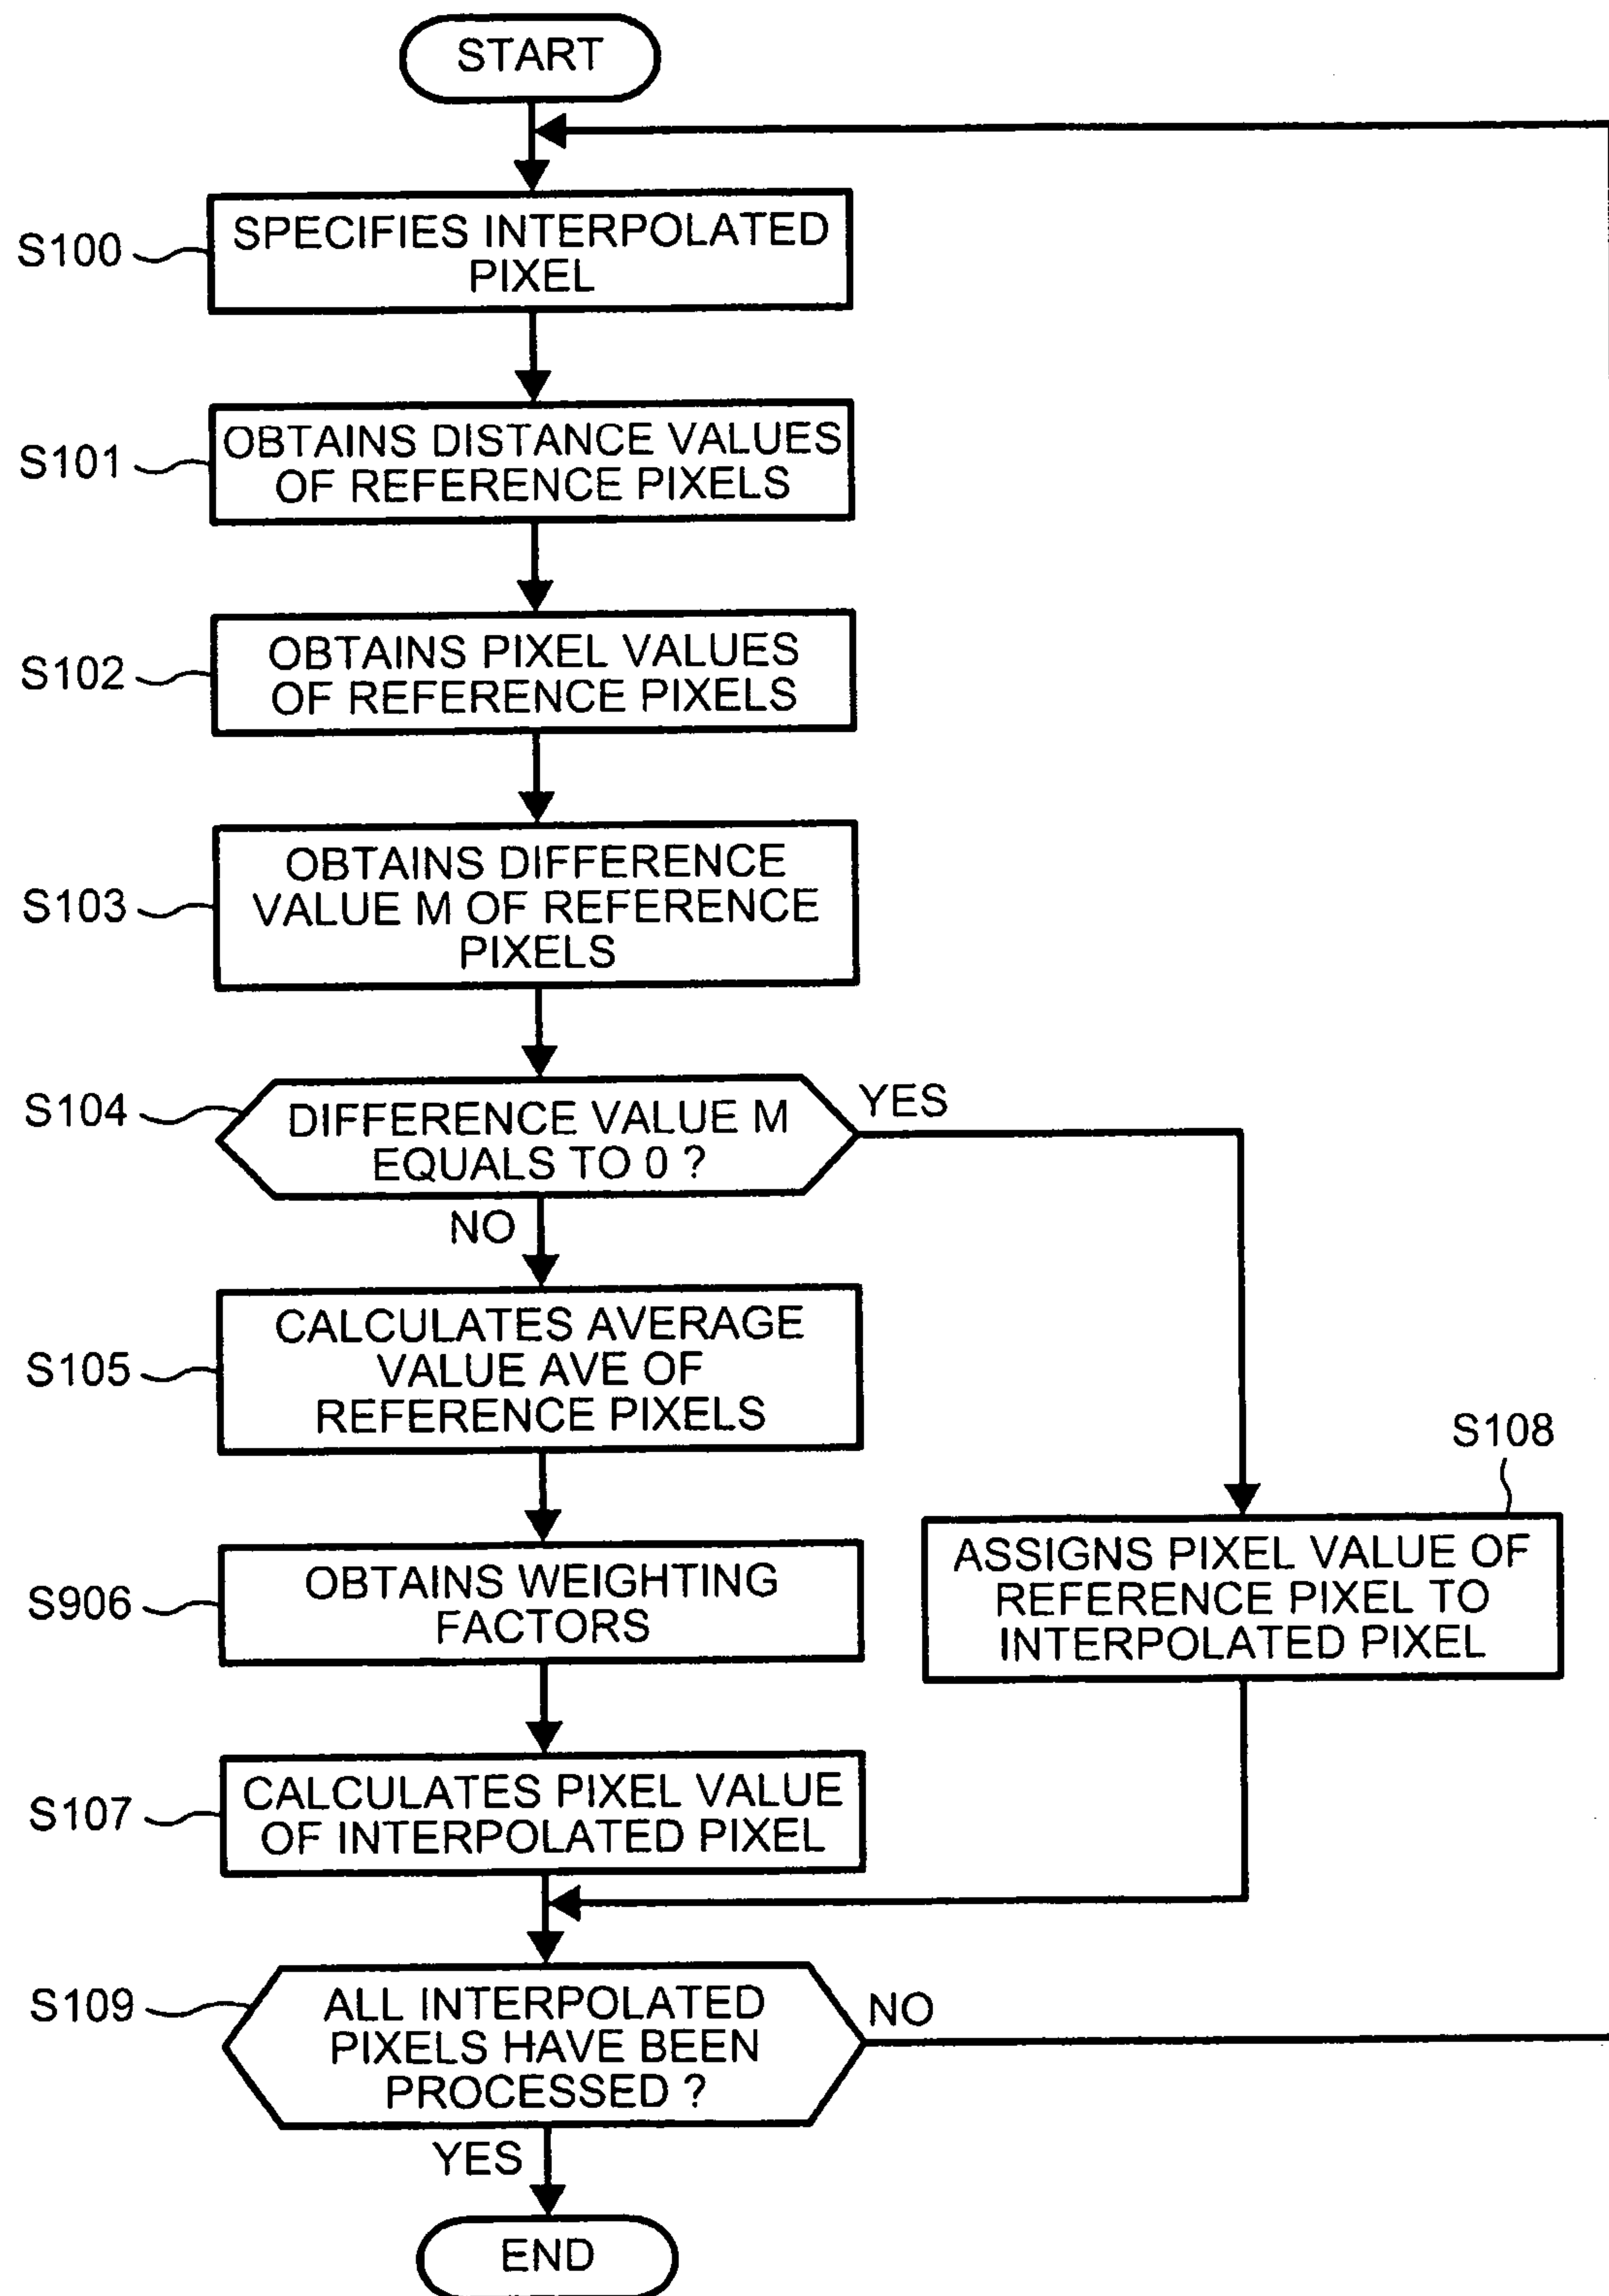 START
S100
SPECIFIES INTERPOLATED
PIXEL
S101
OBTAINS DISTANCE VALUES
OF REFERENCE PIXELS
S102
OBTAINS PIXEL VALUES
OF REFERENCE PIXELS
S103
OBTAINS DIFFERENCE
VALUE M OF REFERENCE
PIXELS
S104
DIFFERENCE VALUE M
EQUALS TO 0 ?
YES
NO
S105
CALCULATES AVERAGE
VALUE AVE OF
REFERENCE PIXELS
S108
ASSIGNS PIXEL VALUE OF
REFERENCE PIXEL TO
INTERPOLATED PIXEL
S906
OBTAINS WEIGHTING
FACTORS
S107
CALCULATES PIXEL VALUE
OF INTERPOLATED PIXEL
S109
ALL INTERPOLATED
PIXELS HAVE BEEN
PROCESSED ?
NO
YES
END